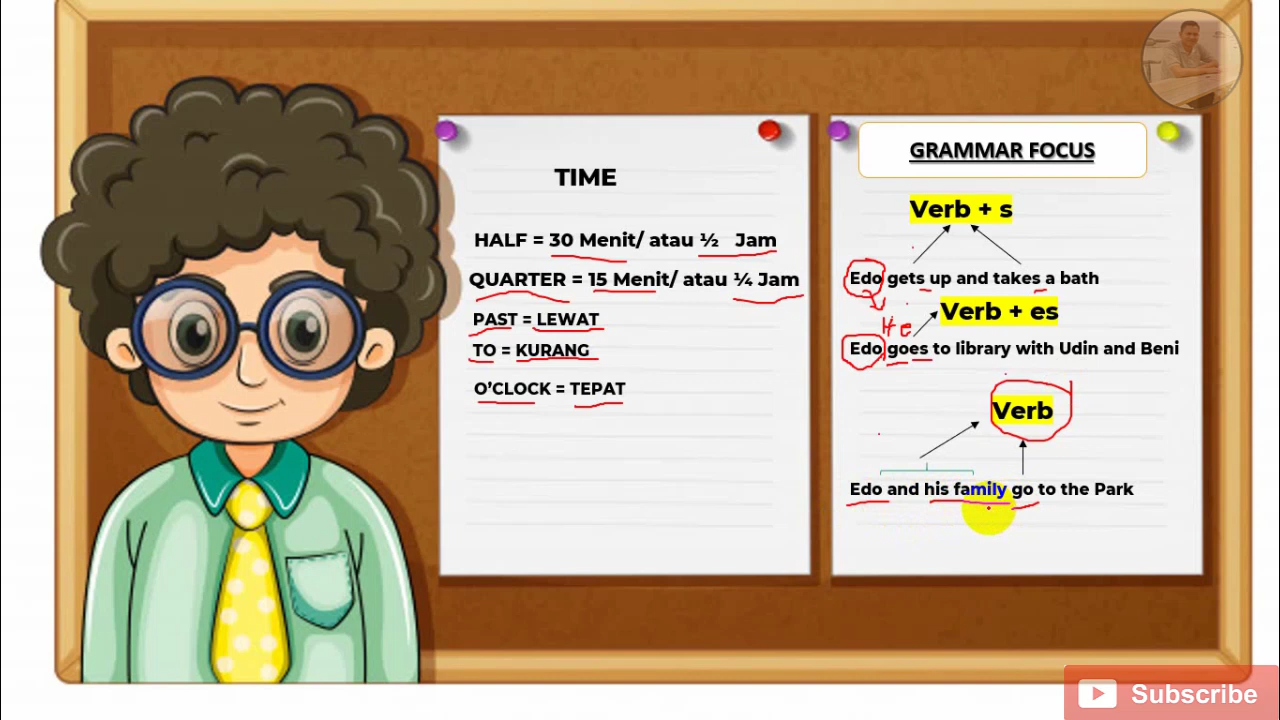 TIME
HALF = 30 Menit/ atau ½ Jam
QUARTER = 15 Menit/ atau ¼ Jam
PAST = LEWAT
TO = KURANG
O'CLOCK = TEPAT
GRAMMAR FOCUS
Verb + s
Edo gets up and takes a bath
He
Verb + es
Edo goes to library with Udin and Beni
Verb
Edo and his family go to the Park
Subscribe